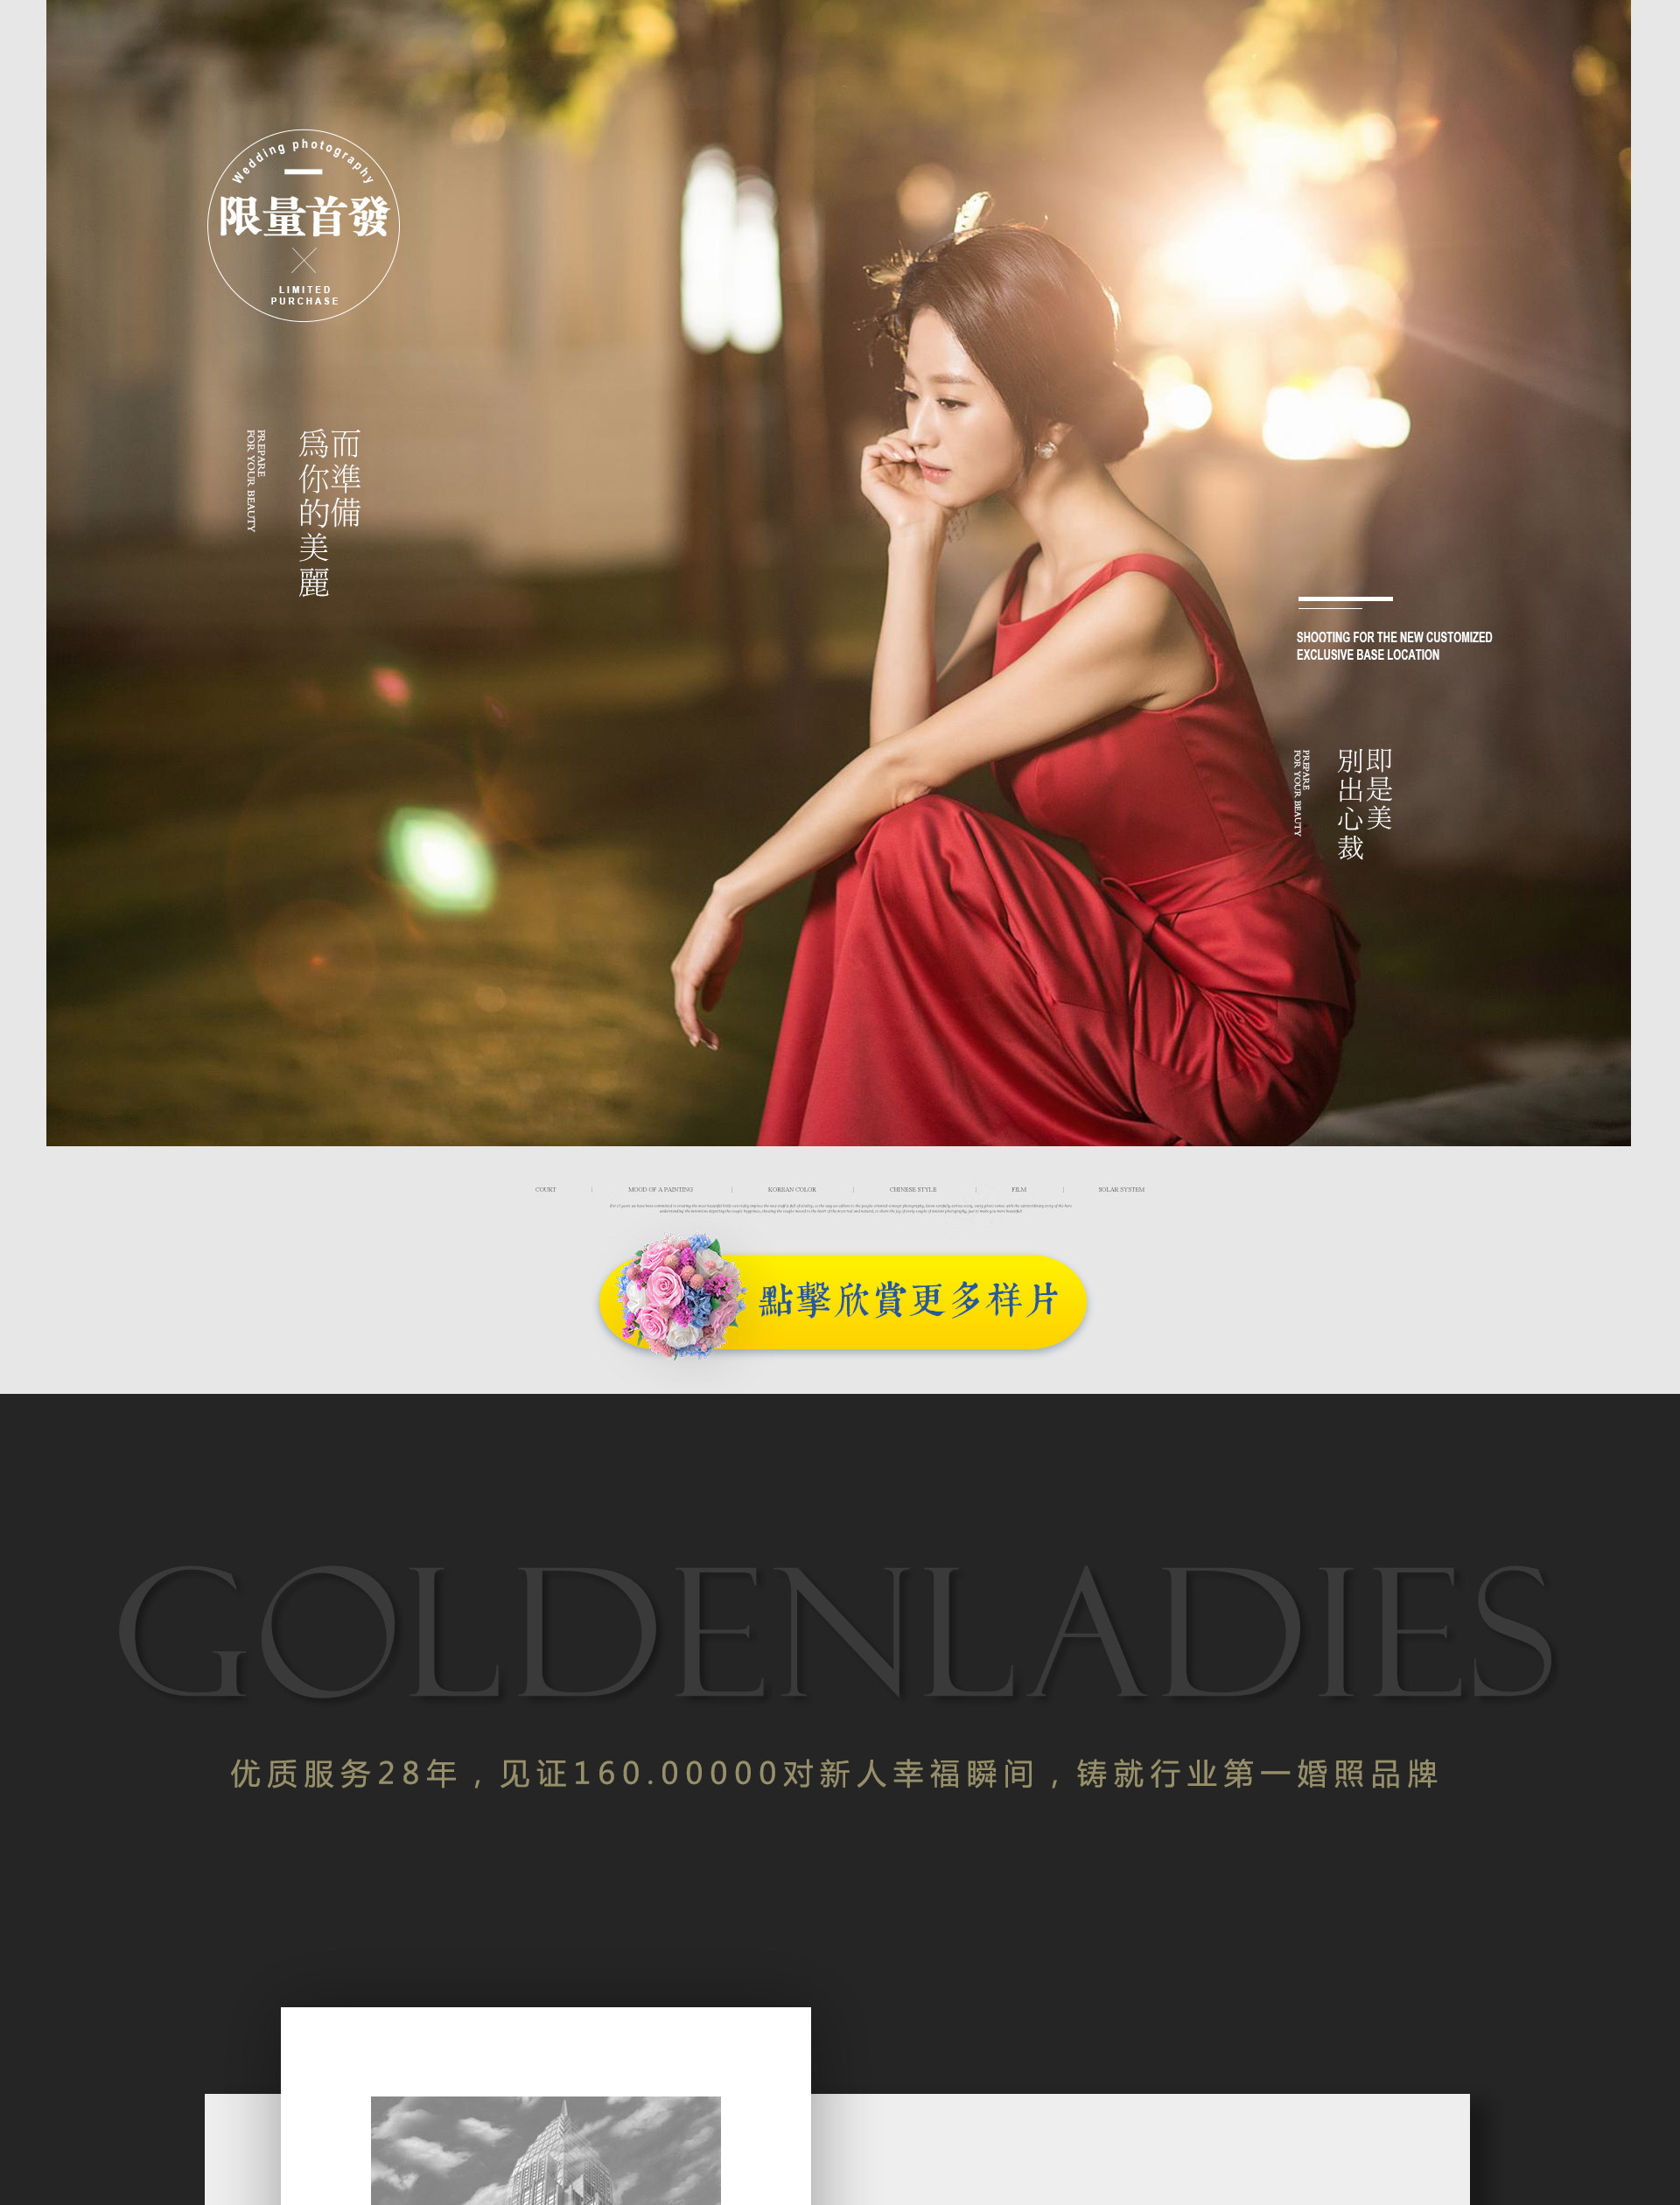 Wedding photography
限量首發
LIMITED
PURCHASE
而準備
爲你的美麗
PREPARE
FOR YOUR BEAUTY
SHOOTING FOR THE NEW CUSTOMIZED
EXCLUSIVE BASE LOCATION
即是美
別出心裁
PREPARE
FOR YOUR BEAUTY
COURT | MOOD OF A PAINTING | KOREAN COLOR | CHINESE STYLE | FILM | SOLAR SYSTEM
點擊欣賞更多样片
GOLDENLADIES
优质服务28年，见证160.00000对新人幸福瞬间，铸就行业第一婚照品牌